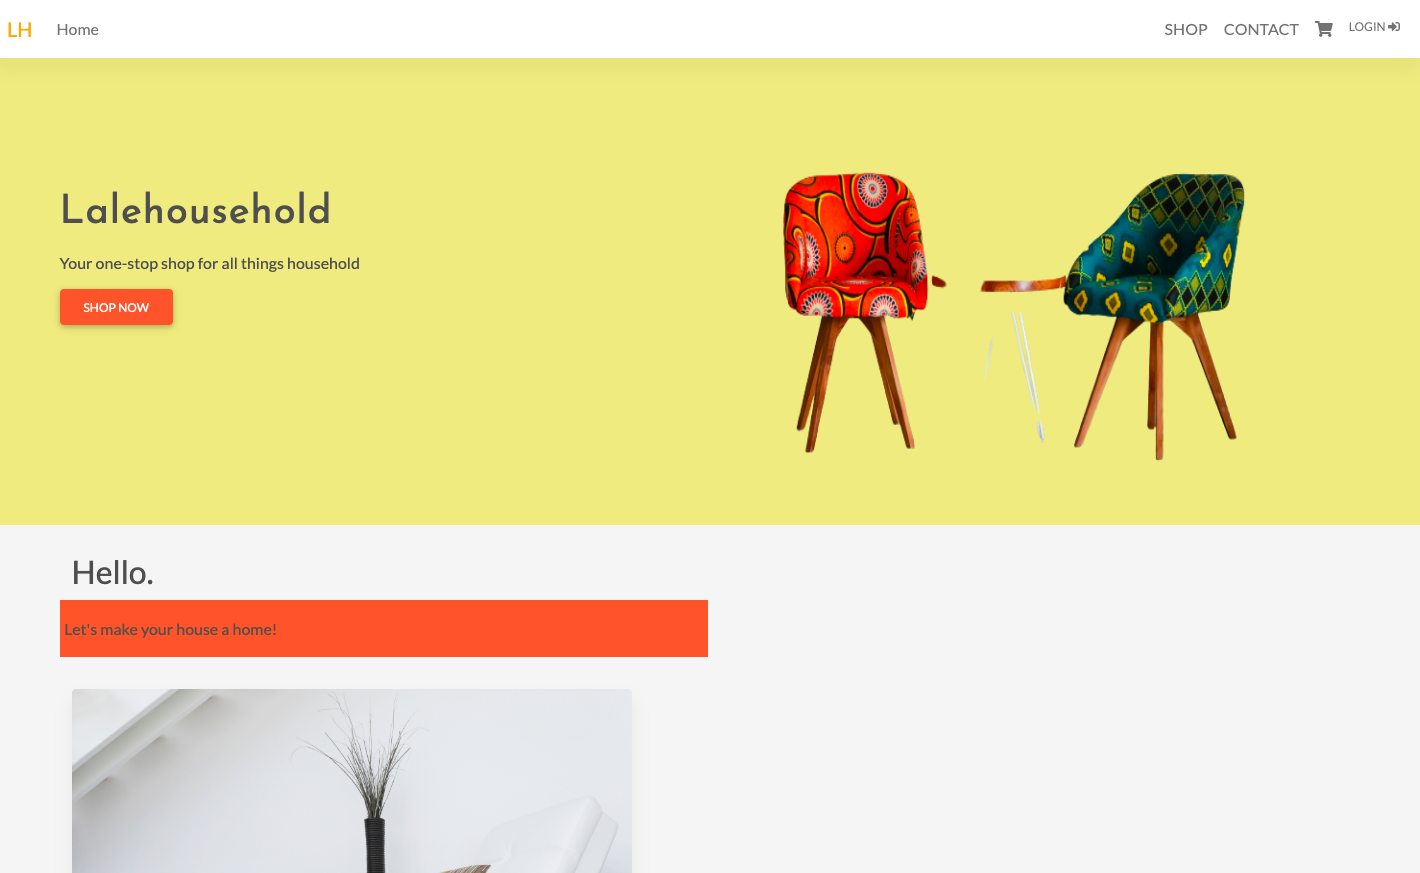 LH Home SHOP CONTACT LOGIN
Lalehousehold
Your one-stop shop for all things household
SHOP NOW
Hello.
Let's make your house a home!